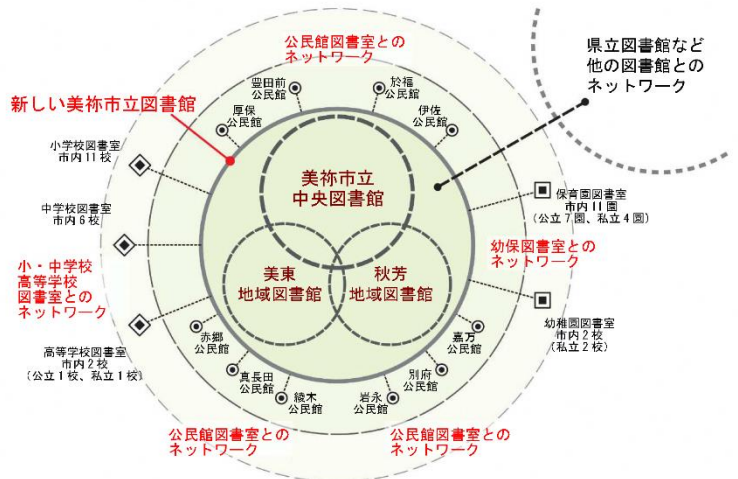 公民館図書室との
ネットワーク
県立図書館など
他の図書館との
ネットワーク
新しい美祢市立図書館
豊田前
公民館
於福
公民館
厚保
公民館
伊佐
公民館
小学校図書室
市内11校
中学校図書室
市内6校
小・中学校
高等学校
図書室との
ネットワーク
高等学校図書室
市内2校
(公立1校、私立1校)
美祢市立
中央図書館
美東
地域図書館
秋芳
地域図書館
保育園図書室
市内11園
(公立7園、私立4園)
幼保図書室との
ネットワーク
幼稚園図書室
市内2校
(私立2校)
赤郷
公民館
真長田
公民館
綾木
公民館
岩永
公民館
別府
公民館
嘉万
公民館
公民館図書室との
ネットワーク
公民館図書室との
ネットワーク